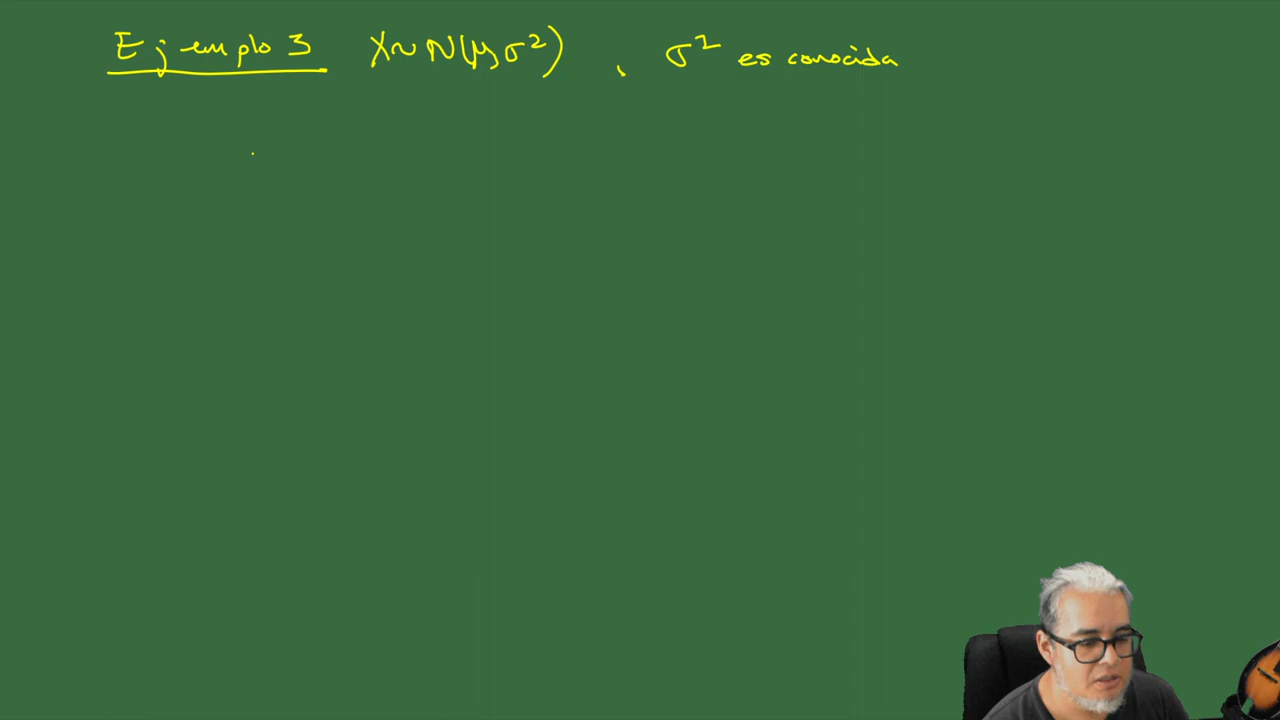 Ejemplo 3 X~N(μ,σ²) , σ² es conocida